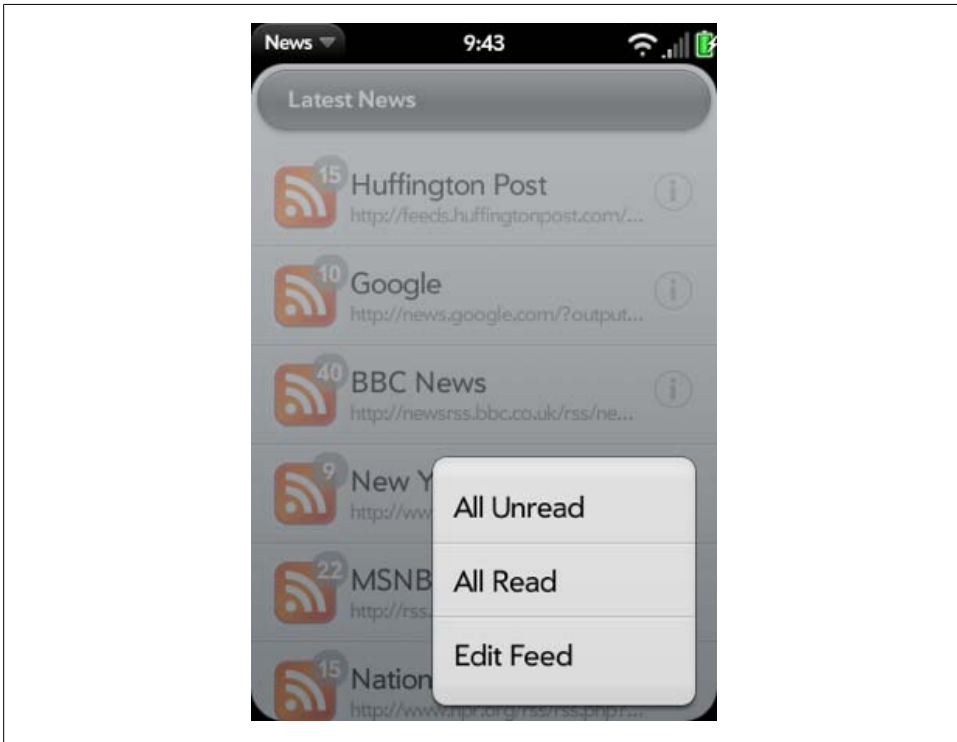 News
9:43
Latest News
15
Huffington Post
http://feeds.huffingtonpost.com/...
10
Google
http://news.google.com/?output...
40
BBC News
http://newsrss.bbc.co.uk/rss/ne...
9
New Y
http://ww
All Unread
22
MSNB
http://rss.
All Read
Edit Feed
15
Nation
http://www.npr.org/rss/rss.php?...